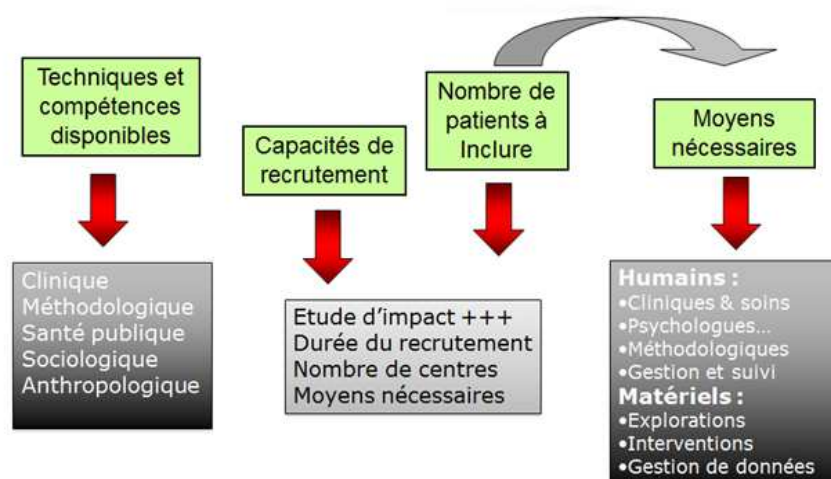 Techniques et
compétences
disponibles
Capacités de
recrutement
Nombre de
patients à
Inclure
Moyens
nécessaires
Clinique
Méthodologique
Santé publique
Sociologique
Anthropologique
Etude d'impact +++
Durée du recrutement
Nombre de centres
Moyens nécessaires
Humains :
•Cliniques & soins
•Psychologues...
•Méthodologiques
•Gestion et suivi
Matériels :
•Explorations
•Interventions
•Gestion de données